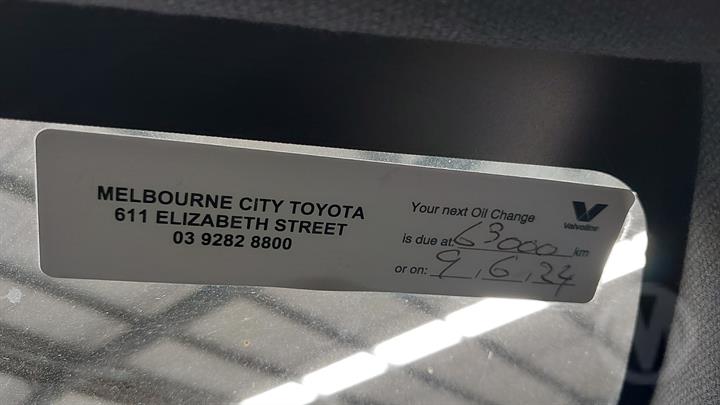 MELBOURNE CITY TOYOTA
611 ELIZABETH STREET
03 9282 8800
Your next Oil Change
is due at: 63000 km
or on: 9.6.24
Valvoline